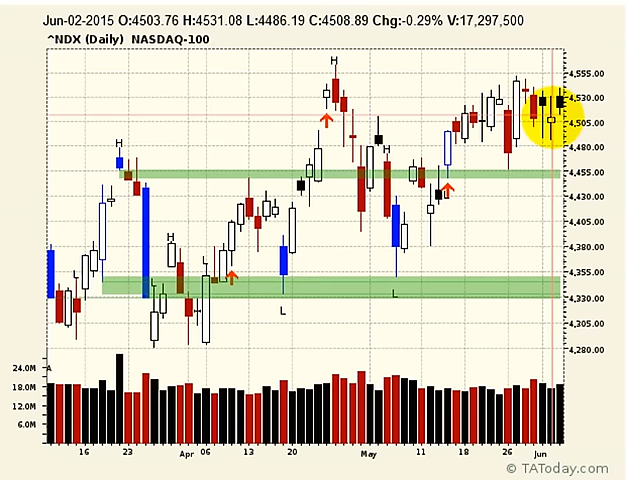 Jun-02-2015 O:4503.76 H:4531.08 L:4486.19 C:4508.89 Chg:-0.29% V:17,297,500
^NDX (Daily) NASDAQ-100
H
H
H
H
L
L
L
L
L
4,555.00
4,530.00
4,505.00
4,480.00
4,455.00
4,430.00
4,405.00
4,380.00
4,355.00
4,330.00
4,305.00
4,280.00
24.0M
18.0M
12.0M
6.0M
A
16 23 Apr 06 13 20 May 11 18 26 Jun
© TAToday.com